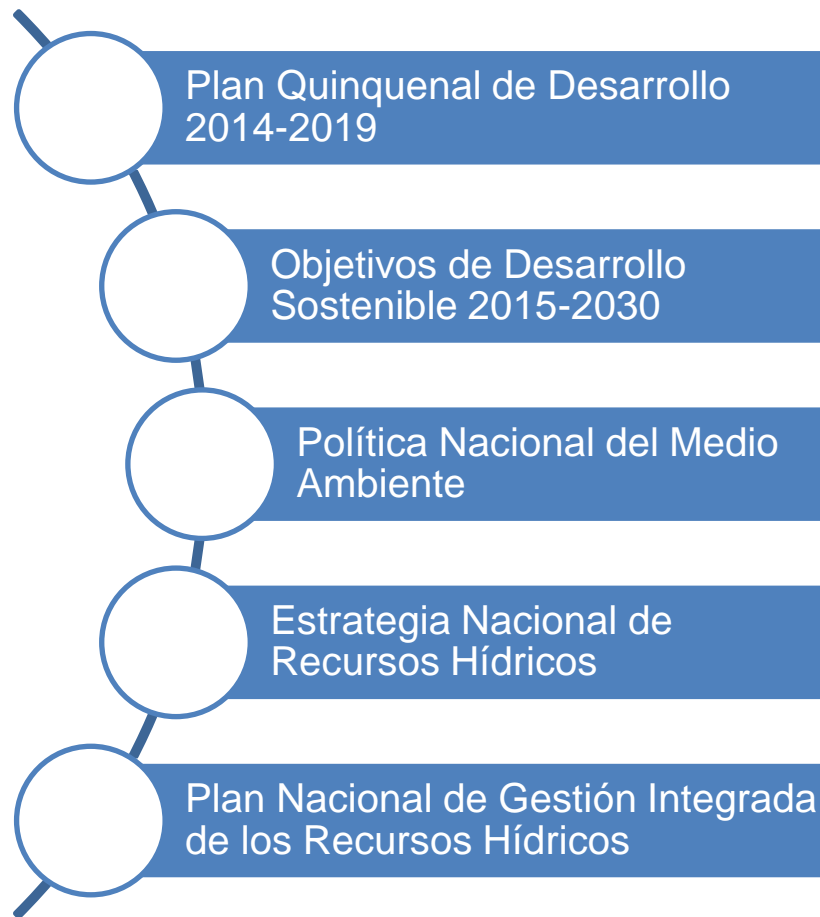 Plan Quinquenal de Desarrollo
2014-2019
Objetivos de Desarrollo
Sostenible 2015-2030
Política Nacional del Medio
Ambiente
Estrategia Nacional de
Recursos Hídricos
Plan Nacional de Gestión Integrada
de los Recursos Hídricos